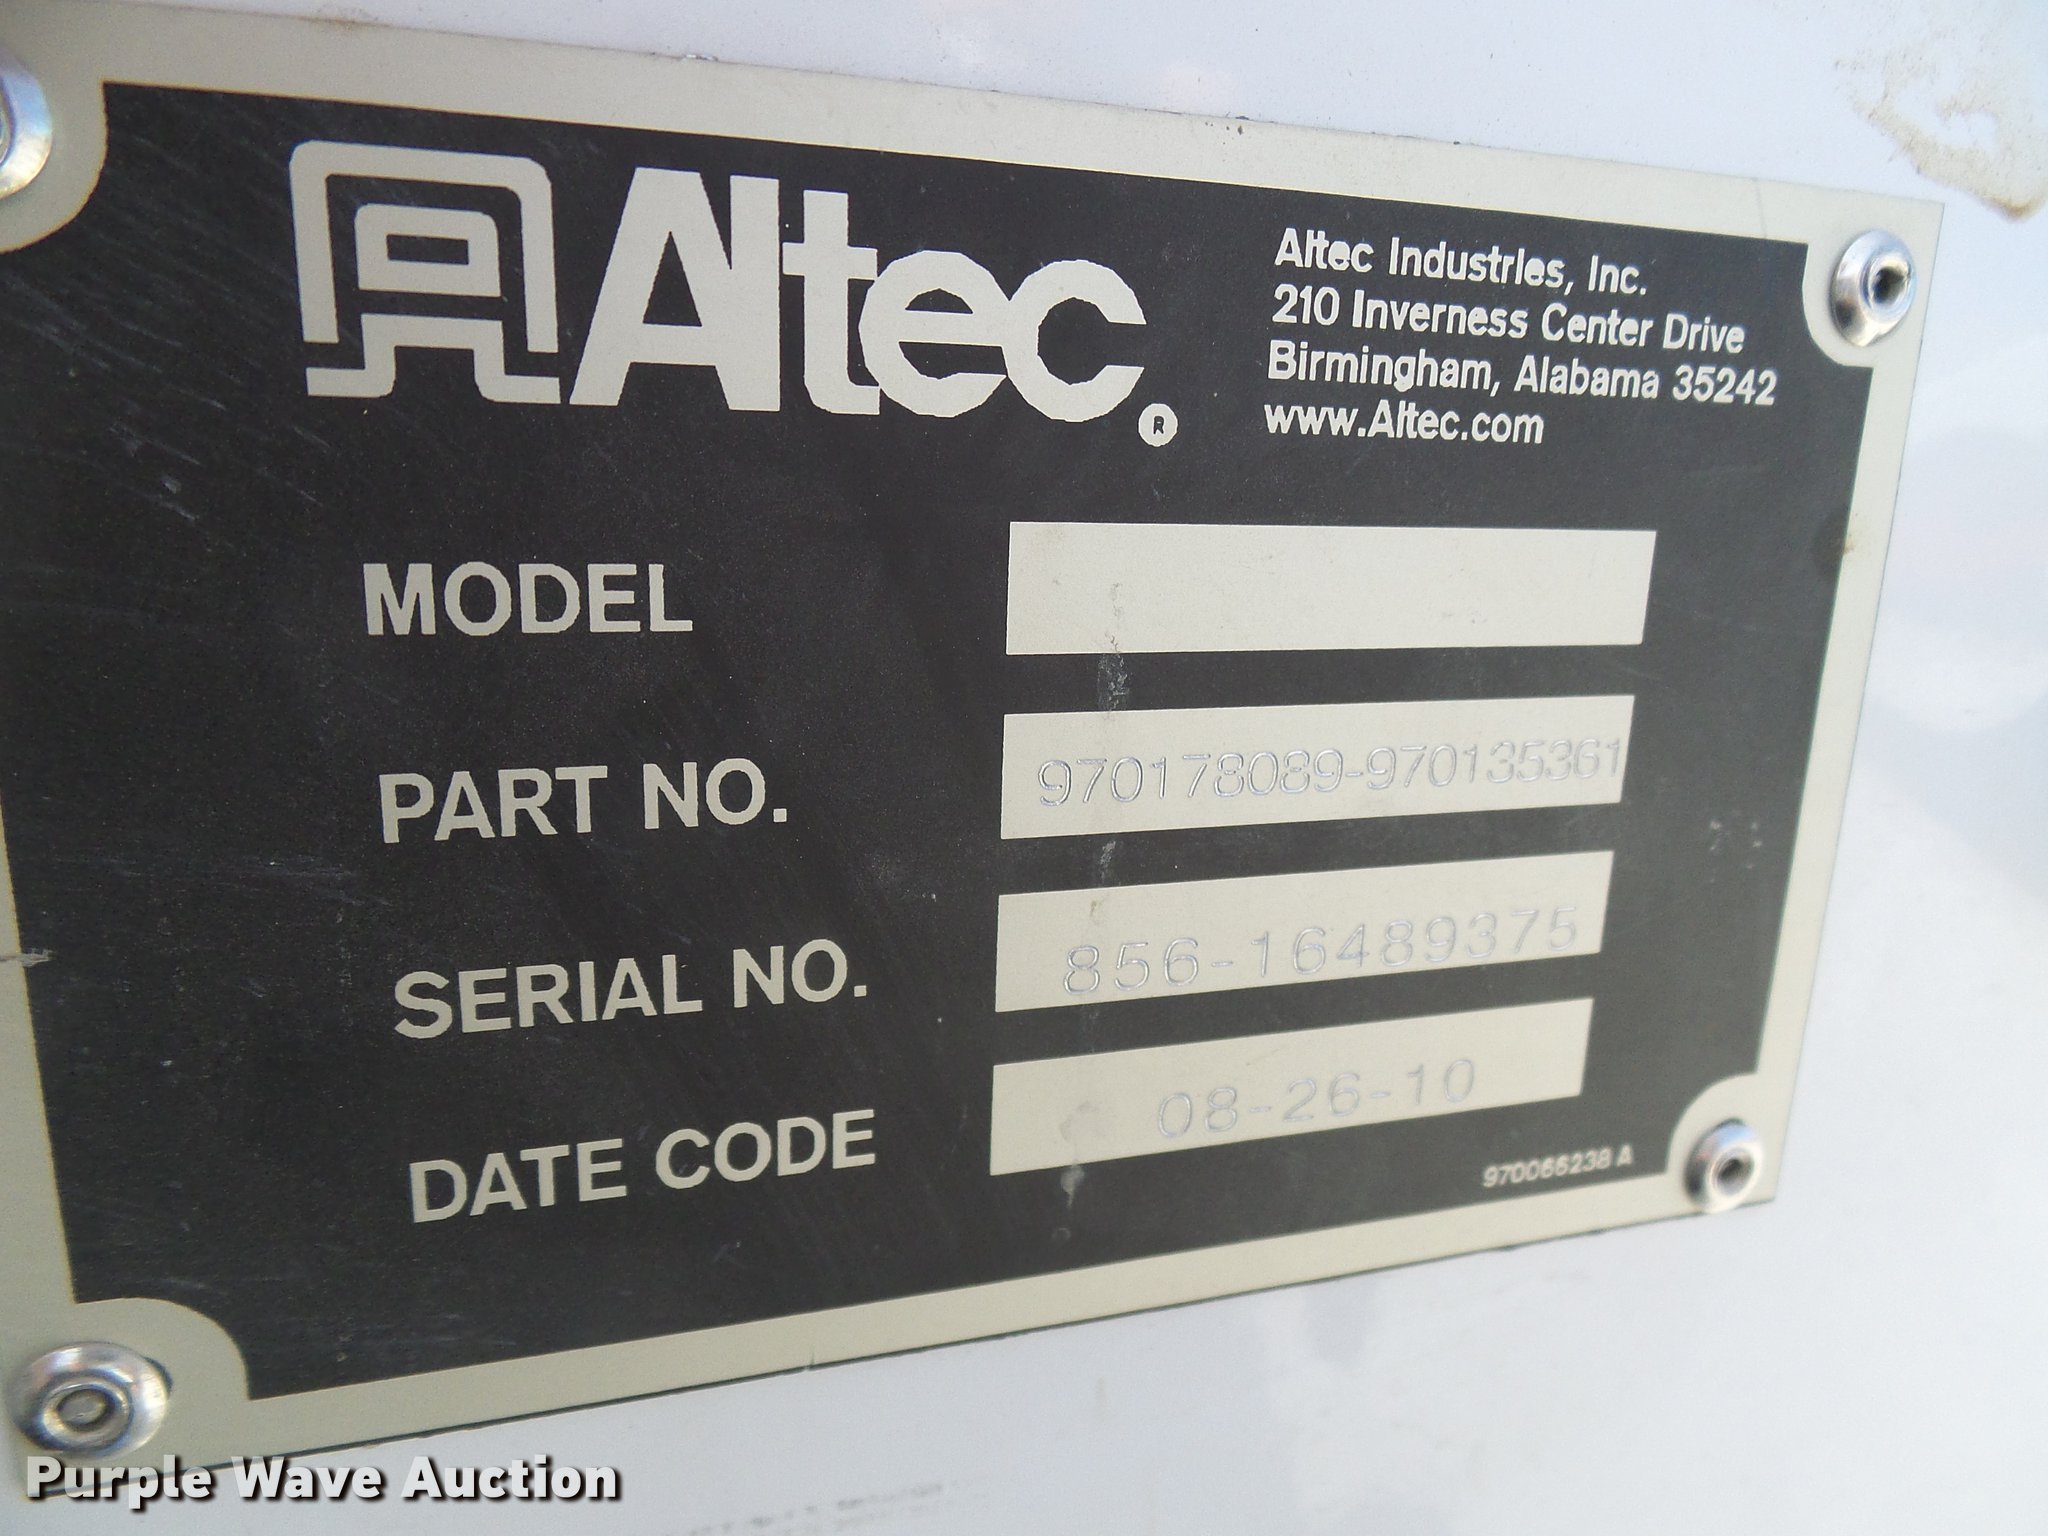 Altec®
Altec Industries, Inc.
210 Inverness Center Drive
Birmingham, Alabama 35242
www.Altec.com
MODEL
PART NO. 970178089-970135361
SERIAL NO. 856-16489375
DATE CODE 08-26-10
970066238 A
Purple Wave Auction